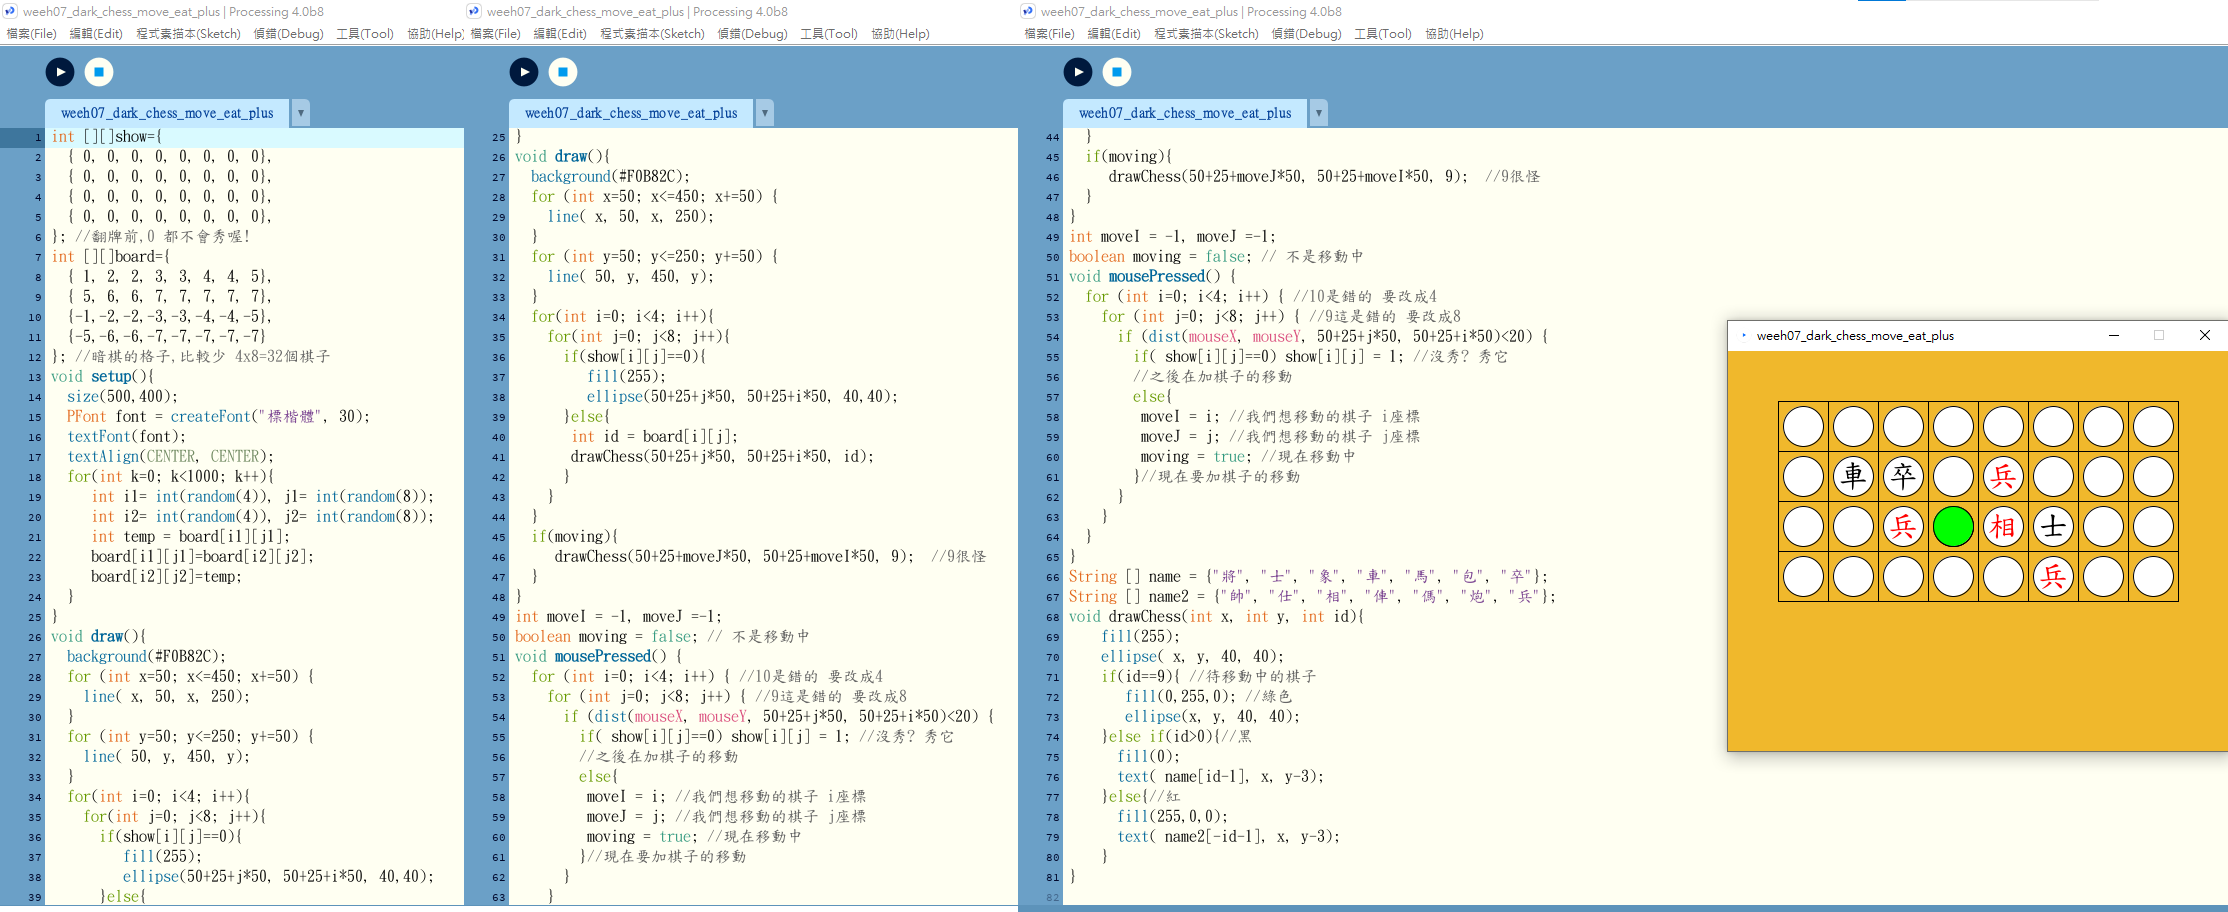 weeh07_dark_chess_move_eat_plus | Processing 4.0b8
檔案(File) 編輯(Edit) 程式素描本(Sketch) 偵錯(Debug) 工具(Tool) 協助(Help)
weeh07_dark_chess_move_eat_plus
1 int [][]show={
2 { 0, 0, 0, 0, 0, 0, 0, 0},
3 { 0, 0, 0, 0, 0, 0, 0, 0},
4 { 0, 0, 0, 0, 0, 0, 0, 0},
5 { 0, 0, 0, 0, 0, 0, 0, 0},
6 }; //翻牌前,0 都不會秀喔!
7 int [][]board={
8 { 1, 2, 2, 3, 3, 4, 4, 5},
9 { 5, 6, 6, 7, 7, 7, 7, 7},
10 {-1,-2,-2,-3,-3,-4,-4,-5},
11 {-5,-6,-6,-7,-7,-7,-7,-7}
12 }; //暗棋的格子,比較少 4x8=32個棋子
13 void setup(){
14 size(500,400);
15 PFont font = createFont("標楷體", 30);
16 textFont(font);
17 textAlign(CENTER, CENTER);
18 for(int k=0; k<1000; k++){
19 int i1= int(random(4)), j1= int(random(8));
20 int i2= int(random(4)), j2= int(random(8));
21 int temp = board[i1][j1];
22 board[i1][j1]=board[i2][j2];
23 board[i2][j2]=temp;
24 }
25 }
26 void draw(){
27 background(#F0B82C);
28 for (int x=50; x<=450; x+=50) {
29 line( x, 50, x, 250);
30 }
31 for (int y=50; y<=250; y+=50) {
32 line( 50, y, 450, y);
33 }
34 for(int i=0; i<4; i++){
35 for(int j=0; j<8; j++){
36 if(show[i][j]==0){
37 fill(255);
38 ellipse(50+25+j*50, 50+25+i*50, 40,40);
39 }else{
weeh07_dark_chess_move_eat_plus | Processing 4.0b8
檔案(File) 編輯(Edit) 程式素描本(Sketch) 偵錯(Debug) 工具(Tool) 協助(Help)
weeh07_dark_chess_move_eat_plus
25 }
26 void draw(){
27 background(#F0B82C);
28 for (int x=50; x<=450; x+=50) {
29 line( x, 50, x, 250);
30 }
31 for (int y=50; y<=250; y+=50) {
32 line( 50, y, 450, y);
33 }
34 for(int i=0; i<4; i++){
35 for(int j=0; j<8; j++){
36 if(show[i][j]==0){
37 fill(255);
38 ellipse(50+25+j*50, 50+25+i*50, 40,40);
39 }else{
40 int id = board[i][j];
41 drawChess(50+25+j*50, 50+25+i*50, id);
42 }
43 }
44 }
45 if(moving){
46 drawChess(50+25+moveJ*50, 50+25+moveI*50, 9); //9很怪
47 }
48 }
49 int moveI = -1, moveJ =-1;
50 boolean moving = false; // 不是移動中
51 void mousePressed() {
52 for (int i=0; i<4; i++) { //10是錯的 要改成4
53 for (int j=0; j<8; j++) { //9這是錯的 要改成8
54 if (dist(mouseX, mouseY, 50+25+j*50, 50+25+i*50)<20) {
55 if( show[i][j]==0) show[i][j] = 1; //沒秀? 秀它
56 //之後在加棋子的移動
57 else{
58 moveI = i; //我們想移動的棋子 i座標
59 moveJ = j; //我們想移動的棋子 j座標
60 moving = true; //現在移動中
61 }//現在要加棋子的移動
62 }
63 }
weeh07_dark_chess_move_eat_plus | Processing 4.0b8
檔案(File) 編輯(Edit) 程式素描本(Sketch) 偵錯(Debug) 工具(Tool) 協助(Help)
weeh07_dark_chess_move_eat_plus
44 }
45 if(moving){
46 drawChess(50+25+moveJ*50, 50+25+moveI*50, 9); //9很怪
47 }
48 }
49 int moveI = -1, moveJ =-1;
50 boolean moving = false; // 不是移動中
51 void mousePressed() {
52 for (int i=0; i<4; i++) { //10是錯的 要改成4
53 for (int j=0; j<8; j++) { //9這是錯的 要改成8
54 if (dist(mouseX, mouseY, 50+25+j*50, 50+25+i*50)<20) {
55 if( show[i][j]==0) show[i][j] = 1; //沒秀? 秀它
56 //之後在加棋子的移動
57 else{
58 moveI = i; //我們想移動的棋子 i座標
59 moveJ = j; //我們想移動的棋子 j座標
60 moving = true; //現在移動中
61 }//現在要加棋子的移動
62 }
63 }
64 }
65 }
66 String [] name = {"將", "士", "象", "車", "馬", "包", "卒"};
67 String [] name2 = {"帥", "仕", "相", "俥", "傌", "炮", "兵"};
68 void drawChess(int x, int y, int id){
69 fill(255);
70 ellipse( x, y, 40, 40);
71 if(id==9){ //待移動中的棋子
72 fill(0,255,0); //綠色
73 ellipse(x, y, 40, 40);
74 }else if(id>0){//黑
75 fill(0);
76 text( name[id-1], x, y-3);
77 }else{//紅
78 fill(255,0,0);
79 text( name2[-id-1], x, y-3);
80 }
81 }
82
weeh07_dark_chess_move_eat_plus
車 卒 兵
兵 相 士
兵